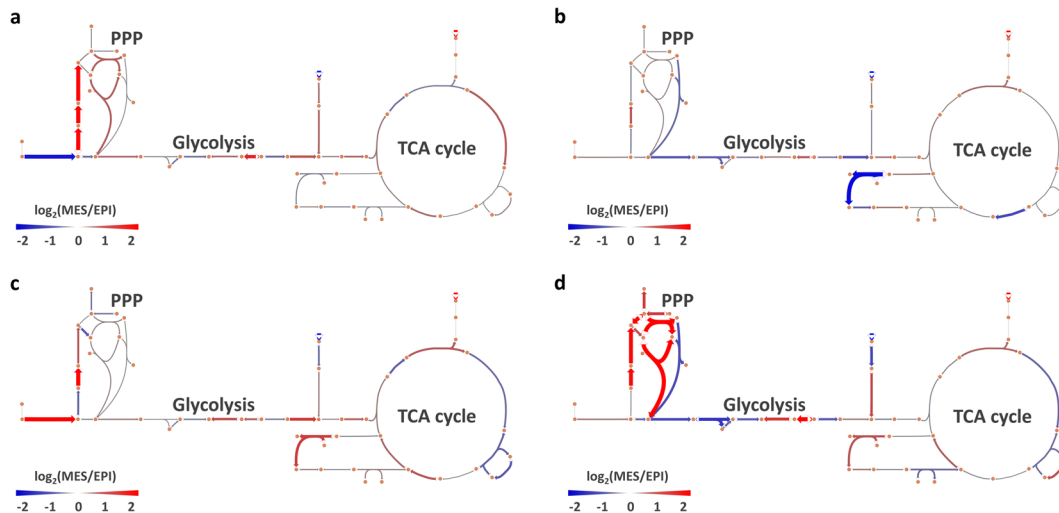 a
PPP
Glycolysis
TCA cycle
log₂(MES/EPI)
-2 -1 0 1 2
b
PPP
Glycolysis
TCA cycle
log₂(MES/EPI)
-2 -1 0 1 2
c
PPP
Glycolysis
TCA cycle
log₂(MES/EPI)
-2 -1 0 1 2
d
PPP
Glycolysis
TCA cycle
log₂(MES/EPI)
-2 -1 0 1 2